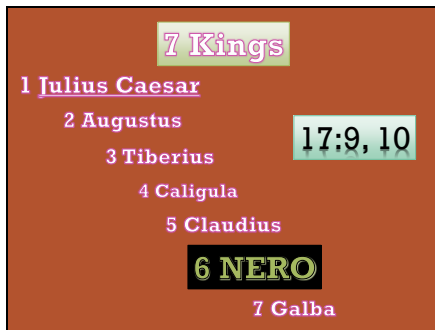 7 Kings
1 Julius Caesar
2 Augustus
17:9, 10
3 Tiberius
4 Caligula
5 Claudius
6 NERO
7 Galba